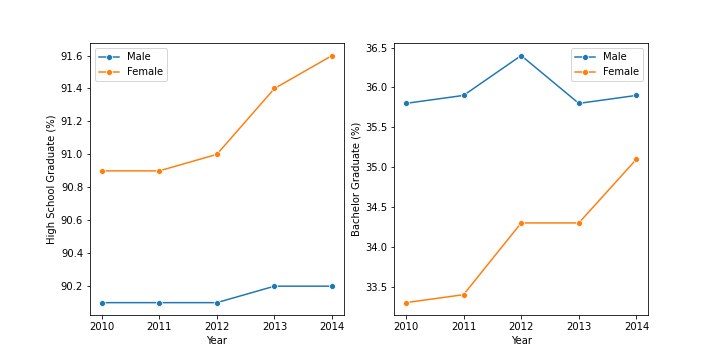 High School Graduate (%)
91.6
91.4
91.2
91.0
90.8
90.6
90.4
90.2
Male
Female
2010 2011 2012 2013 2014
Year
Bachelor Graduate (%)
36.5
36.0
35.5
35.0
34.5
34.0
33.5
Male
Female
2010 2011 2012 2013 2014
Year